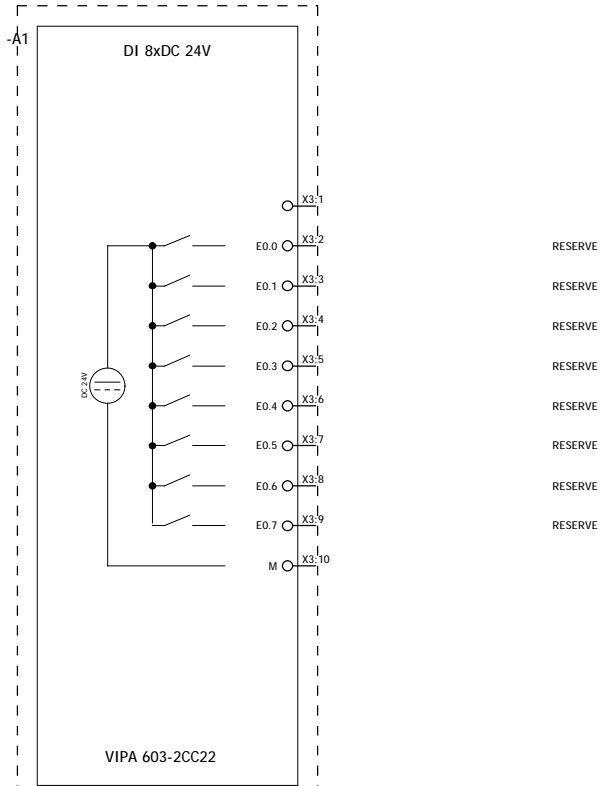 -A1
DI 8xDC 24V
X3:1
E0.0 X3:2 RESERVE
E0.1 X3:3 RESERVE
E0.2 X3:4 RESERVE
E0.3 X3:5 RESERVE
DC 24V
E0.4 X3:6 RESERVE
E0.5 X3:7 RESERVE
E0.6 X3:8 RESERVE
E0.7 X3:9 RESERVE
M X3:10
VIPA 603-2CC22